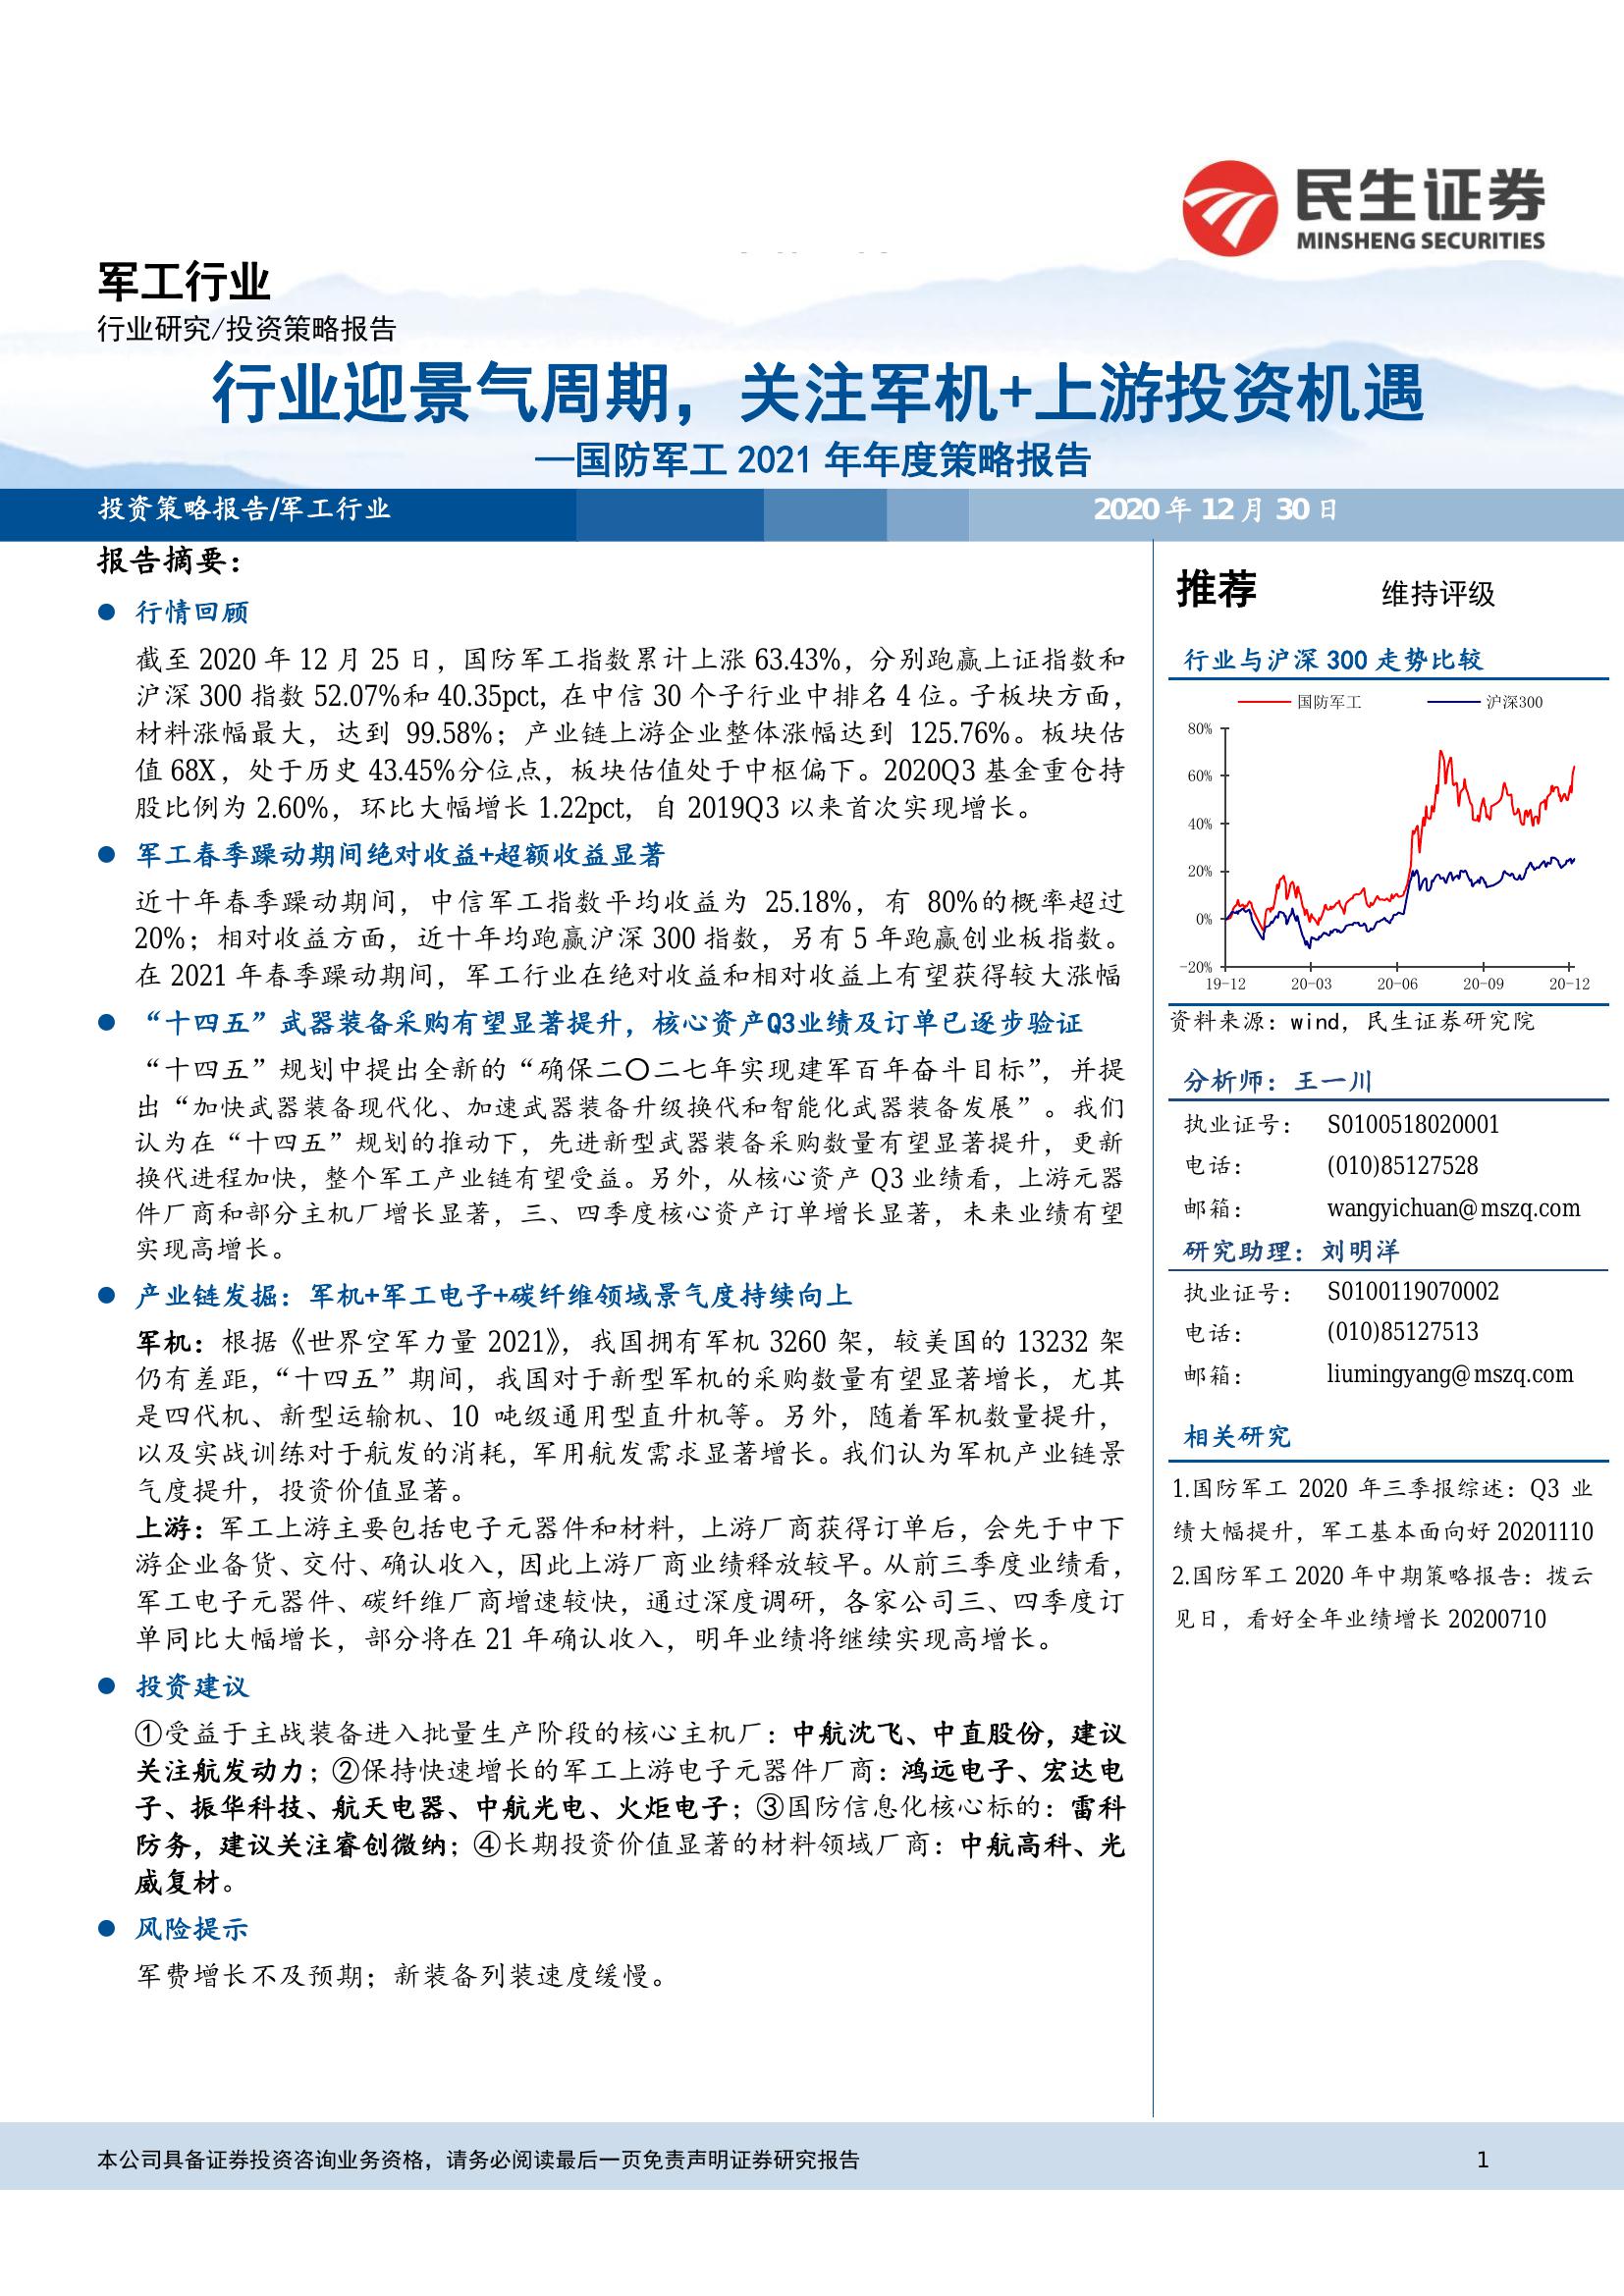 民生证券
MINSHENG SECURITIES
军工行业
行业研究/投资策略报告
行业迎景气周期，关注军机+上游投资机遇
—国防军工 2021 年年度策略报告
投资策略报告/军工行业
2020 年 12 月 30 日
报告摘要：
● 行情回顾
截至 2020 年 12 月 25 日，国防军工指数累计上涨 63.43%，分别跑赢上证指数和
沪深 300 指数 52.07%和 40.35pct，在中信 30 个子行业中排名 4 位。子板块方面，
材料涨幅最大，达到 99.58%；产业链上游企业整体涨幅达到 125.76%。板块估
值 68X，处于历史 43.45%分位点，板块估值处于中枢偏下。2020Q3 基金重仓持
股比例为 2.60%，环比大幅增长 1.22pct，自 2019Q3 以来首次实现增长。
● 军工春季躁动期间绝对收益+超额收益显著
近十年春季躁动期间，中信军工指数平均收益为 25.18%，有 80%的概率超过
20%；相对收益方面，近十年均跑赢沪深 300 指数，另有 5 年跑赢创业板指数。
在 2021 年春季躁动期间，军工行业在绝对收益和相对收益上有望获得较大涨幅
● “十四五”武器装备采购有望显著提升，核心资产Q3业绩及订单已逐步验证
“十四五”规划中提出全新的“确保二〇二七年实现建军百年奋斗目标”，并提
出“加快武器装备现代化、加速武器装备升级换代和智能化武器装备发展”。我们
认为在“十四五”规划的推动下，先进新型武器装备采购数量有望显著提升，更新
换代进程加快，整个军工产业链有望受益。另外，从核心资产 Q3 业绩看，上游元器
件厂商和部分主机厂增长显著，三、四季度核心资产订单增长显著，未来业绩有望
实现高增长。
● 产业链发掘：军机+军工电子+碳纤维领域景气度持续向上
军机：根据《世界空军力量 2021》，我国拥有军机 3260 架，较美国的 13232 架
仍有差距，“十四五”期间，我国对于新型军机的采购数量有望显著增长，尤其
是四代机、新型运输机、10 吨级通用型直升机等。另外，随着军机数量提升，
以及实战训练对于航发的消耗，军用航发需求显著增长。我们认为军机产业链景
气度提升，投资价值显著。
上游：军工上游主要包括电子元器件和材料，上游厂商获得订单后，会先于中下
游企业备货、交付、确认收入，因此上游厂商业绩释放较早。从前三季度业绩看，
军工电子元器件、碳纤维厂商增速较快，通过深度调研，各家公司三、四季度订
单同比大幅增长，部分将在 21 年确认收入，明年业绩将继续实现高增长。
● 投资建议
①受益于主战装备进入批量生产阶段的核心主机厂：中航沈飞、中直股份，建议
关注航发动力；②保持快速增长的军工上游电子元器件厂商：鸿远电子、宏达电
子、振华科技、航天电器、中航光电、火炬电子；③国防信息化核心标的：雷科
防务，建议关注睿创微纳；④长期投资价值显著的材料领域厂商：中航高科、光
威复材。
● 风险提示
军费增长不及预期；新装备列装速度缓慢。
推荐 维持评级
行业与沪深 300 走势比较
国防军工 沪深300
80%
60%
40%
20%
0%
-20%
19-12 20-03 20-06 20-09 20-12
资料来源：wind，民生证券研究院
分析师：王一川
执业证号： S0100518020001
电话： (010)85127528
邮箱： wangyichuan@mszq.com
研究助理：刘明洋
执业证号： S0100119070002
电话： (010)85127513
邮箱： liumingyang@mszq.com
相关研究
1.国防军工 2020 年三季报综述：Q3 业
绩大幅提升，军工基本面向好 20201110
2.国防军工 2020 年中期策略报告：拨云
见日，看好全年业绩增长 20200710
本公司具备证券投资咨询业务资格，请务必阅读最后一页免责声明证券研究报告 1